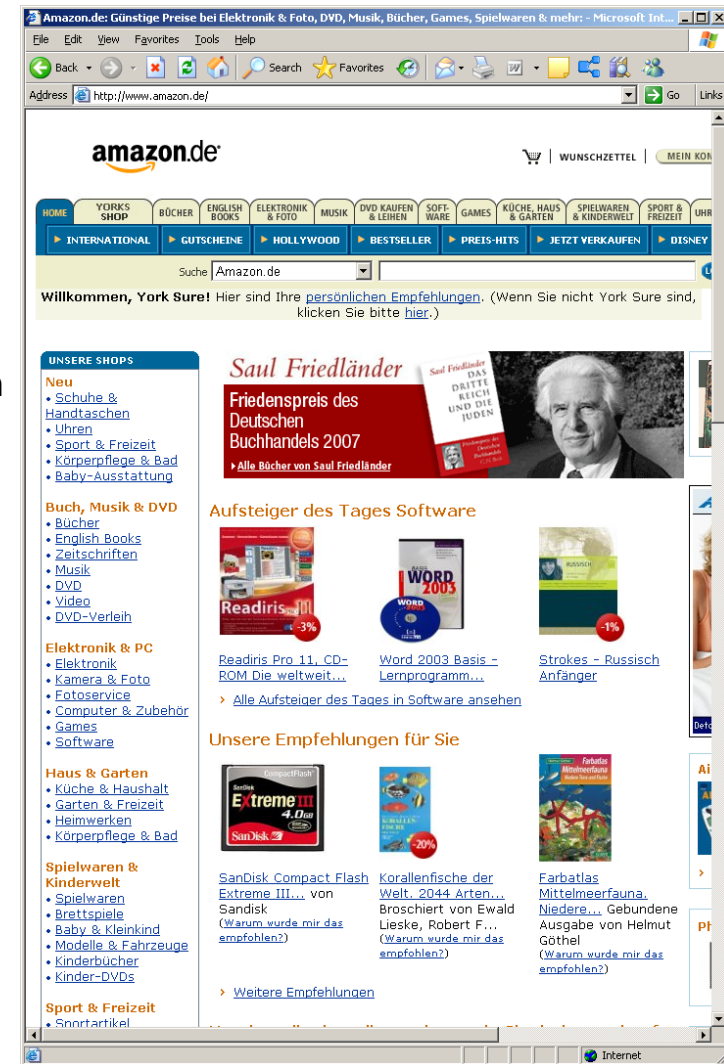 Amazon.de: Günstige Preise bei Elektronik & Foto, DVD, Musik, Bücher, Games, Spielwaren & mehr: - Microsoft Int...
File Edit View Favorites Tools Help
Back Search Favorites
Address http://www.amazon.de/ Go Links
amazon.de
WUNSCHZETTEL | MEIN KON
HOME
YORKS SHOP
BÜCHER
ENGLISH BOOKS
ELEKTRONIK & FOTO
MUSIK
DVD KAUFEN & LEIHEN
SOFT-WARE
GAMES
KÜCHE, HAUS & GARTEN
SPIELWAREN & KINDERWELT
SPORT & FREIZEIT
UHR
INTERNATIONAL GUTSCHEINE HOLLYWOOD BESTSELLER PREIS-HITS JETZT VERKAUFEN DISNEY
Suche Amazon.de
Willkommen, York Sure! Hier sind Ihre persönlichen Empfehlungen. (Wenn Sie nicht York Sure sind,
klicken Sie bitte hier.)
UNSERE SHOPS
Neu
• Schuhe &
Handtaschen
• Uhren
• Sport & Freizeit
• Körperpflege & Bad
• Baby-Ausstattung
Buch, Musik & DVD
• Bücher
• English Books
• Zeitschriften
• Musik
• DVD
• Video
• DVD-Verleih
Elektronik & PC
• Elektronik
• Kamera & Foto
• Fotoservice
• Computer & Zubehör
• Games
• Software
Haus & Garten
• Küche & Haushalt
• Garten & Freizeit
• Heimwerken
• Körperpflege & Bad
Spielwaren &
Kinderwelt
• Spielwaren
• Brettspiele
• Baby & Kleinkind
• Modelle & Fahrzeuge
• Kinderbücher
• Kinder-DVDs
Sport & Freizeit
• Sportartikel
Saul Friedländer
Friedenspreis des
Deutschen
Buchhandels 2007
Alle Bücher von Saul Friedländer
Saul Friedländer
DAS
DRITTE
REICH
UND DIE
JUDEN
Aufsteiger des Tages Software
Readiris 11
-3%
BASIS
WORD
2003
WORD
2003
RUSSISCH
-1%
Readiris Pro 11, CD-
ROM Die weltweit...
Word 2003 Basis -
Lernprogramm...
Strokes - Russisch
Anfänger
› Alle Aufsteiger des Tages in Software ansehen
Unsere Empfehlungen für Sie
CompactFlash
SanDisk
Extreme III
4.0GB
SanDisk
KORALLEN-
FISCHE
DER
WELT
-20%
Farbatlas
Mittelmeerfauna
SanDisk Compact Flash
Extreme III... von
Sandisk
(Warum wurde mir das
empfohlen?)
Korallenfische der
Welt. 2044 Arten...
Broschiert von Ewald
Lieske, Robert F...
(Warum wurde mir das
empfohlen?)
Farbatlas
Mittelmeerfauna.
Niedere... Gebundene
Ausgabe von Helmut
Göthel
(Warum wurde mir das
empfohlen?)
› Weitere Empfehlungen
Deta
Ai
Ph
Internet